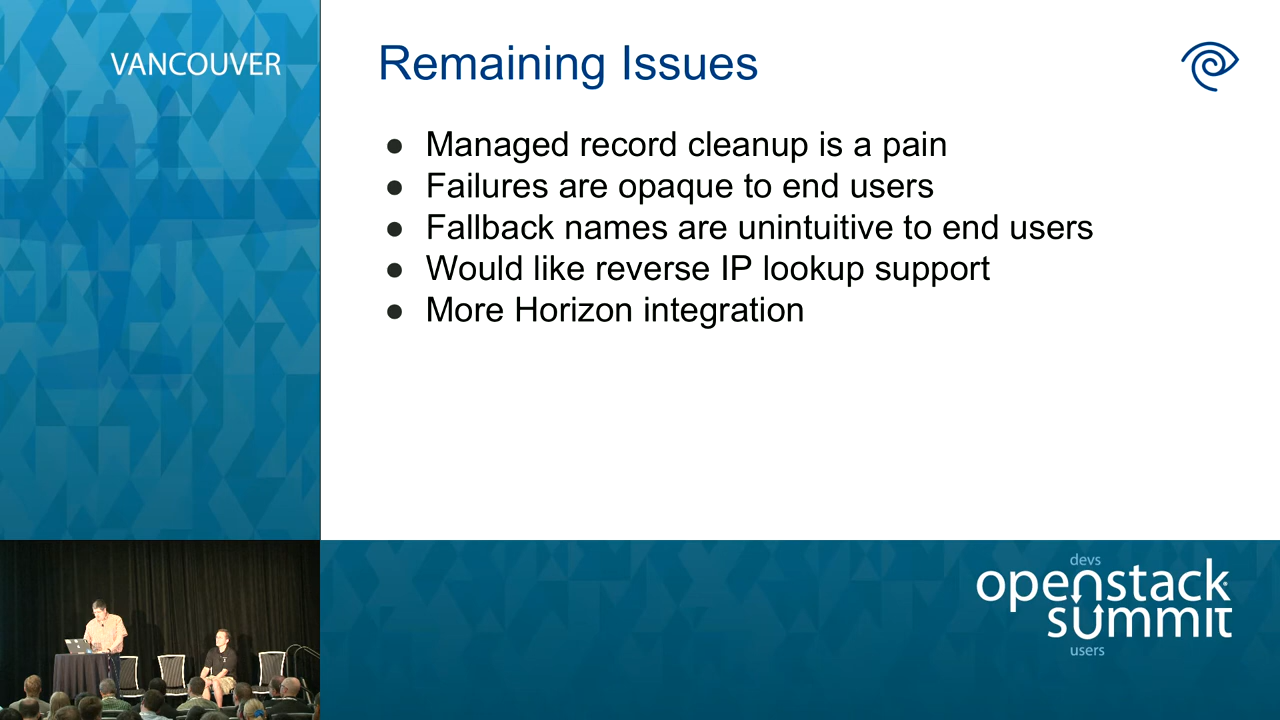 VANCOUVER
Remaining Issues
● Managed record cleanup is a pain
● Failures are opaque to end users
● Fallback names are unintuitive to end users
● Would like reverse IP lookup support
● More Horizon integration
devs
openstack
summit
users